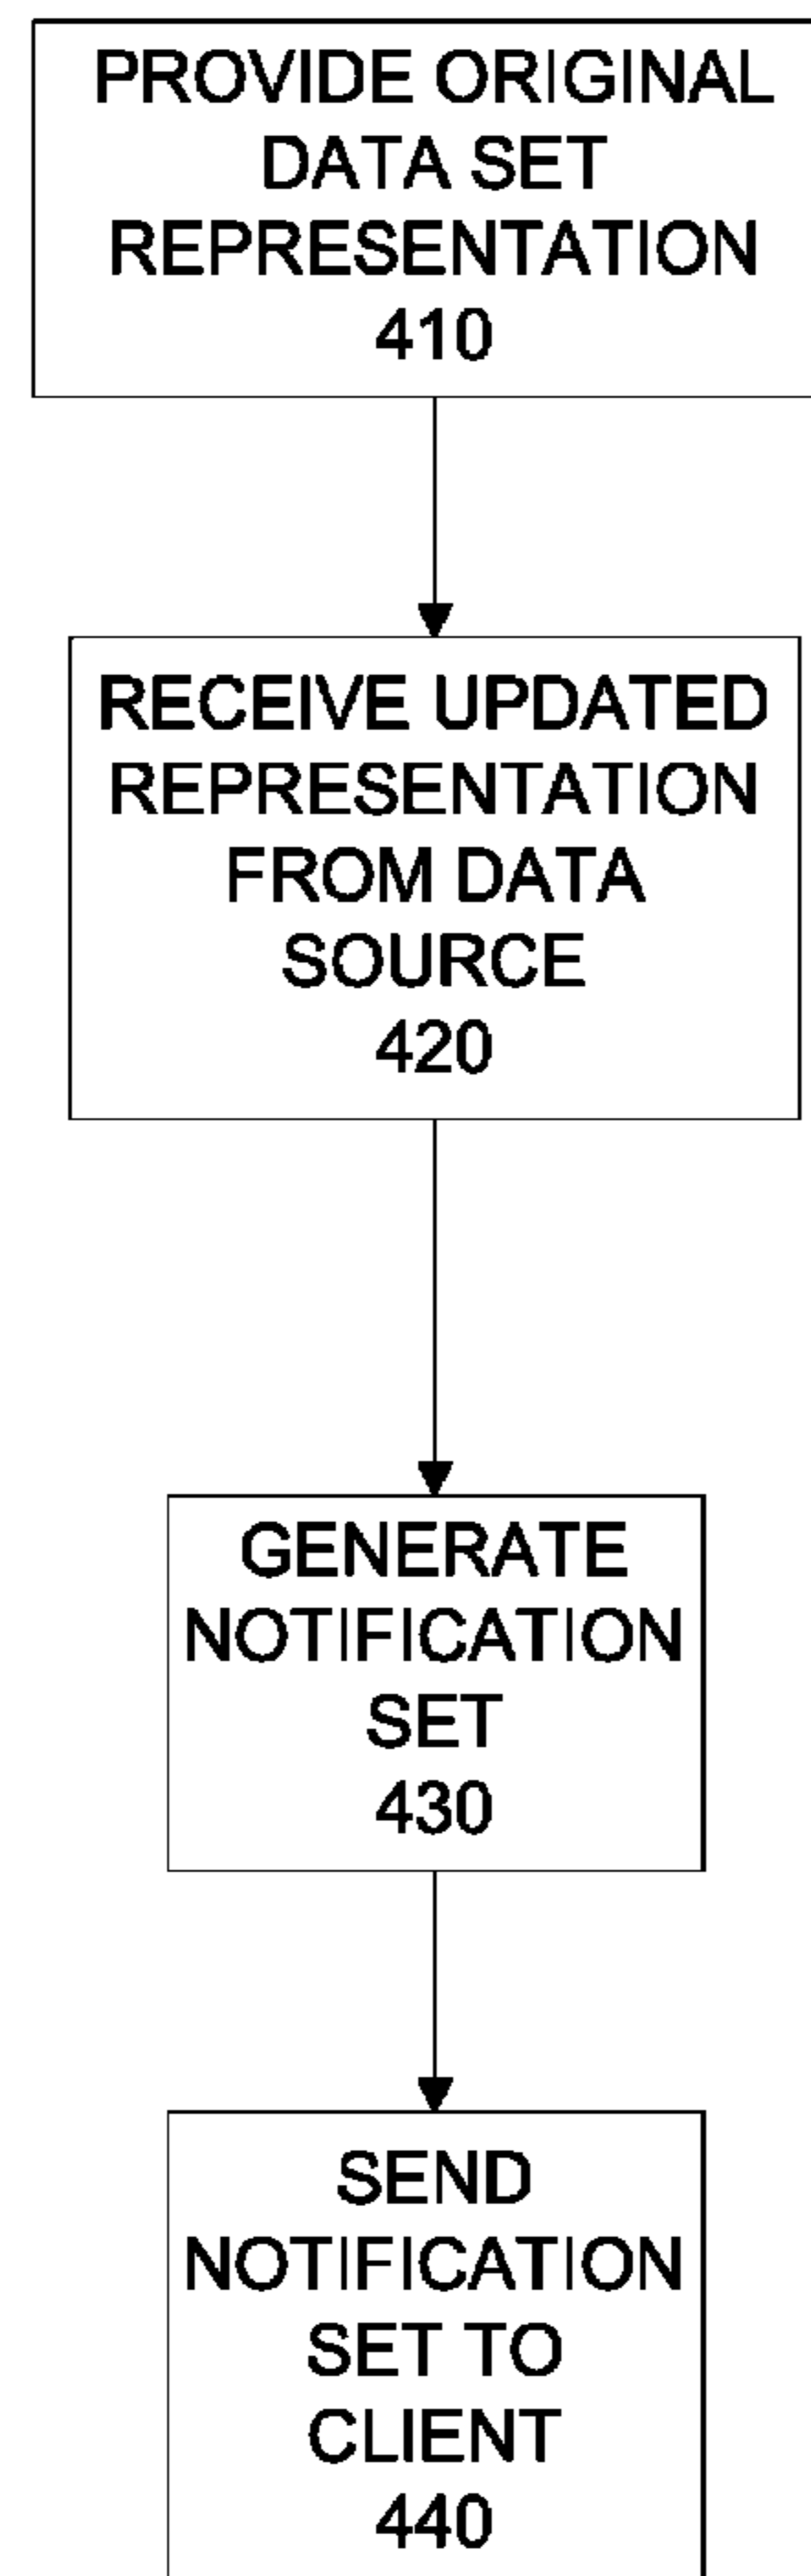 PROVIDE ORIGINAL
DATA SET
REPRESENTATION
410
RECEIVE UPDATED
REPRESENTATION
FROM DATA
SOURCE
420
GENERATE
NOTIFICATION
SET
430
SEND
NOTIFICATION
SET TO
CLIENT
440